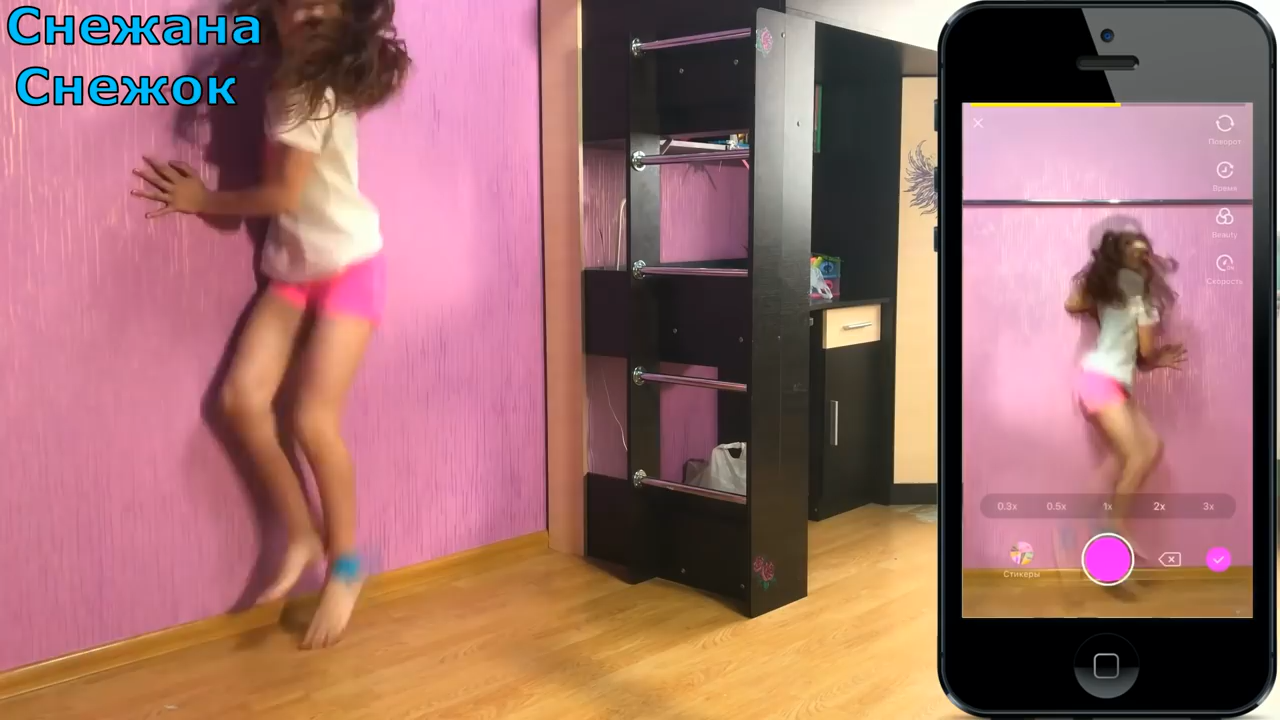 Снежана
Снежок
Поворот
Время
Beauty
Скорость
0.3x 0.5x 1x 2x 3x
Стикеры